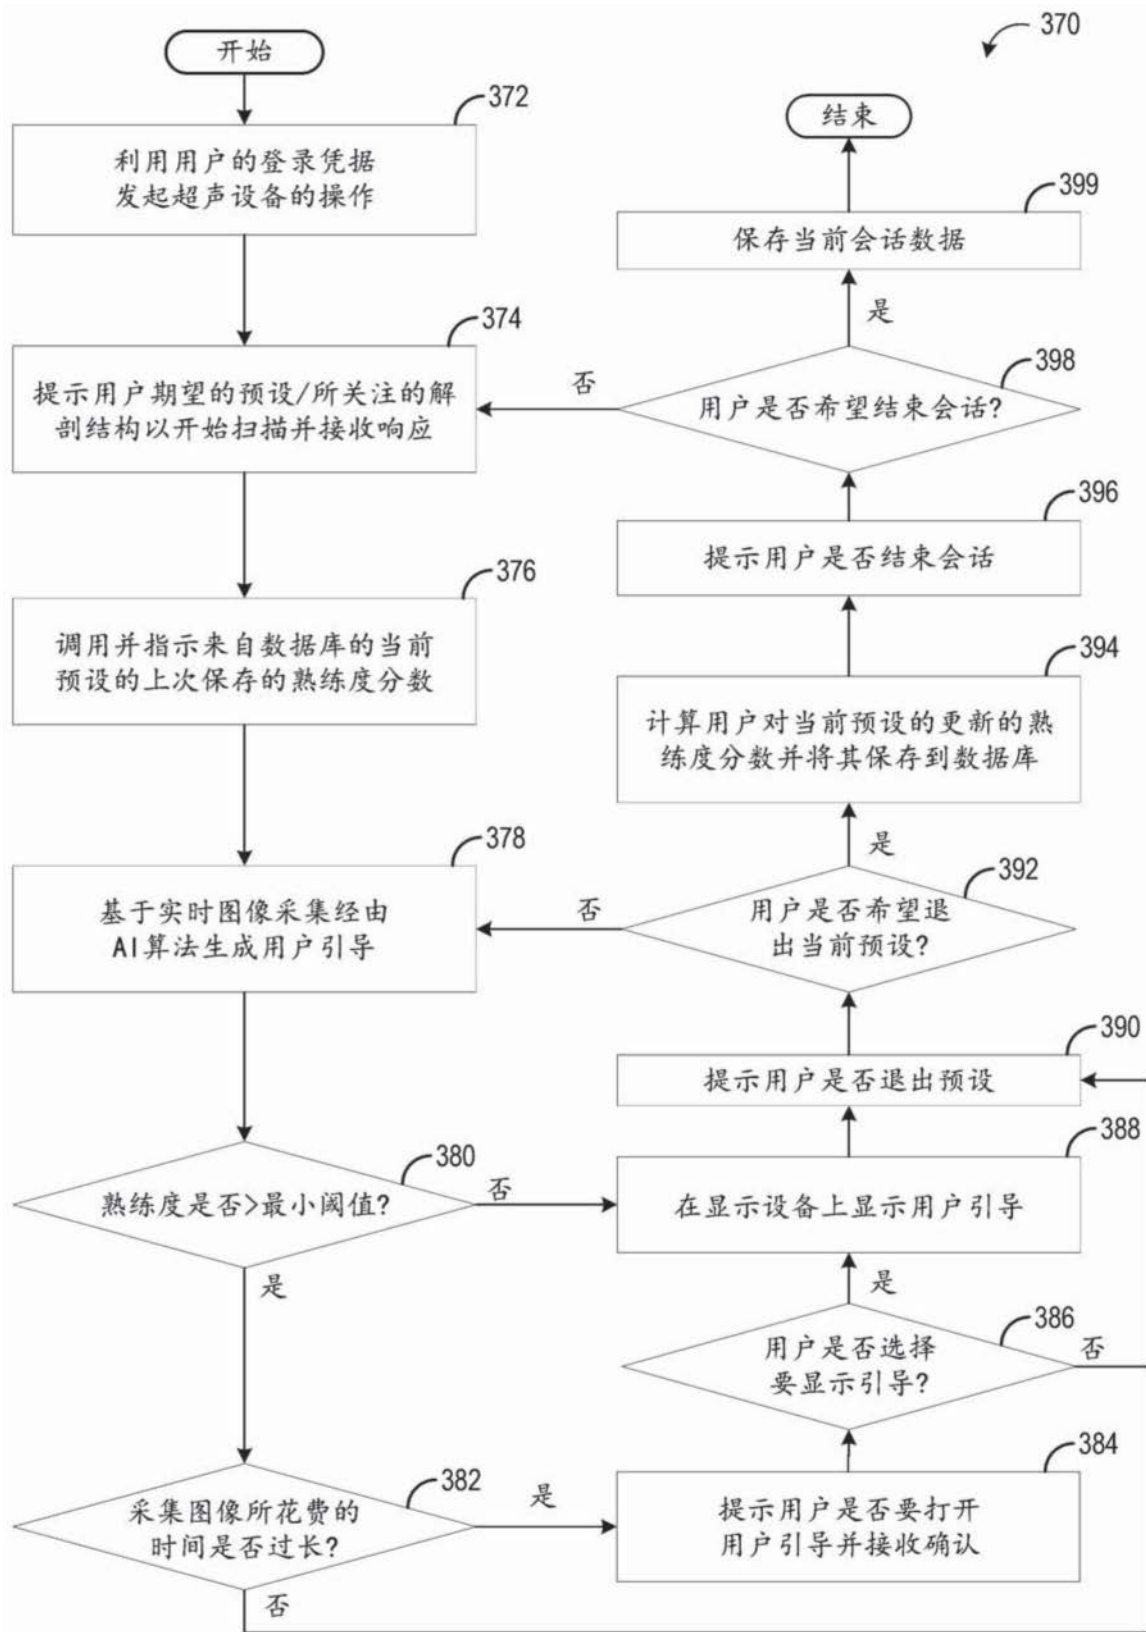 370
开始
372
利用用户的登录凭据
发起超声设备的操作
374
提示用户期望的预设/所关注的解
剖结构以开始扫描并接收响应
376
调用并指示来自数据库的当前
预设的上次保存的熟练度分数
378
基于实时图像采集经由
AI算法生成用户引导
380
熟练度是否>最小阈值?
否
是
382
采集图像所花费的
时间是否过长?
是
否
384
提示用户是否要打开
用户引导并接收确认
386
用户是否选择
要显示引导?
否
是
388
在显示设备上显示用户引导
390
提示用户是否退出预设
392
用户是否希望退
出当前预设?
否
是
394
计算用户对当前预设的更新的熟
练度分数并将其保存到数据库
396
提示用户是否结束会话
398
用户是否希望结束会话?
否
是
399
保存当前会话数据
结束